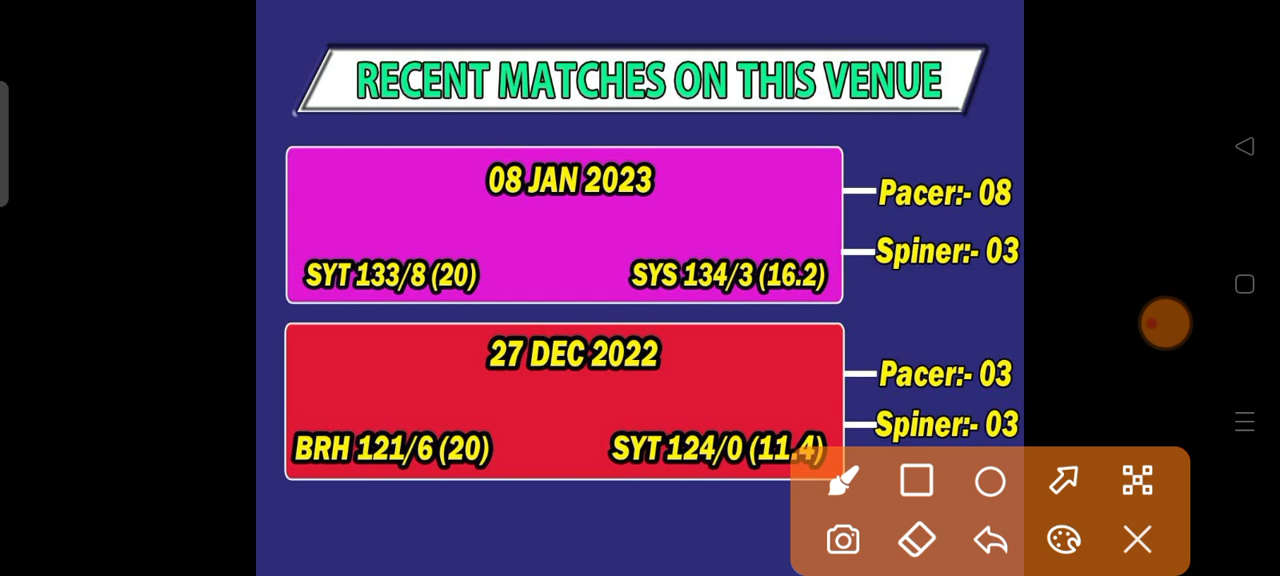 RECENT MATCHES ON THIS VENUE
08 JAN 2023
SYT 133/8 (20) SYS 134/3 (16.2)
Pacer:- 08
Spiner:- 03
27 DEC 2022
BRH 121/6 (20) SYT 124/0 (11.4)
Pacer:- 03
Spiner:- 03